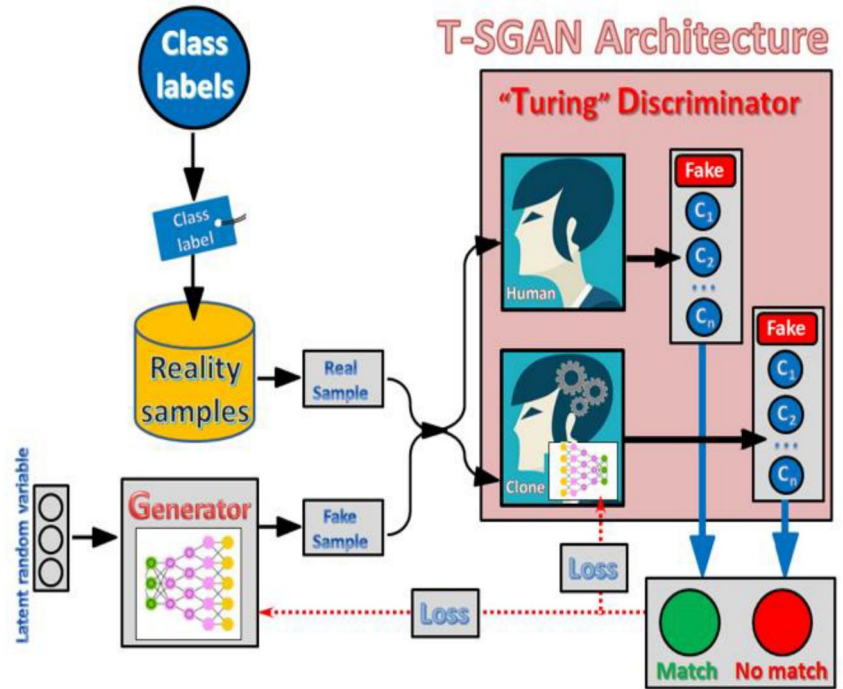 T-SGAN Architecture
Class
labels
"Turing" Discriminator
Class
label
Human
Fake
C1
C2
...
Cn
Reality
samples
Real
Sample
Clone
Fake
C1
C2
...
Cn
Latent random variable
Generator
Fake
Sample
Loss
Loss
Match
No match